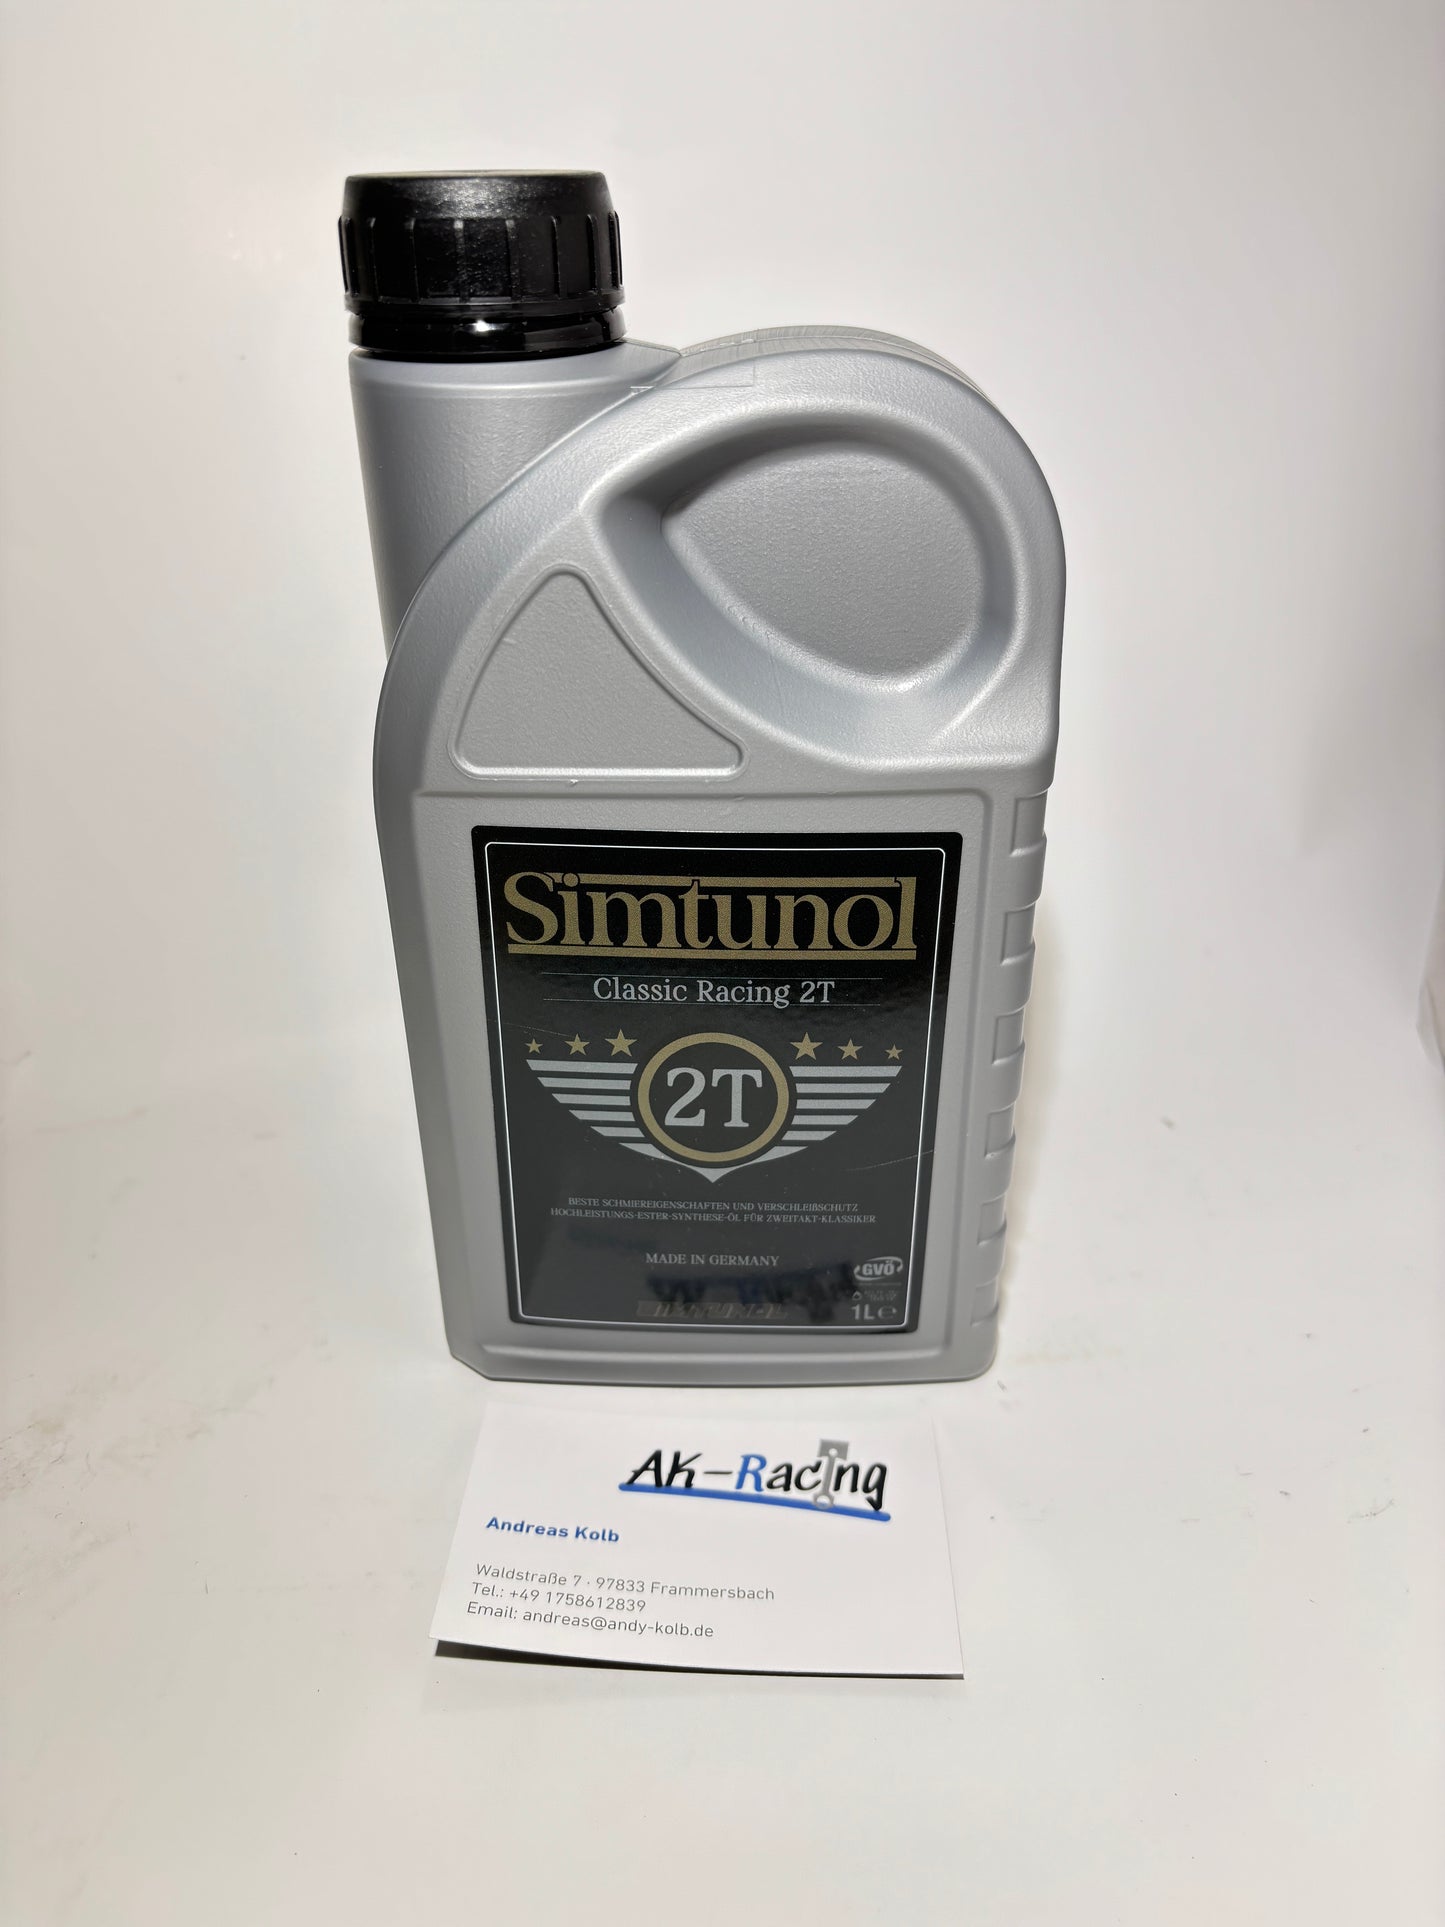 Simtunol
Classic Racing 2T
2T
BESTE SCHMIEREIGENSCHAFTEN UND VERSCHLEIßSCHUTZ
HOCHLEISTUNGS-ESTER-SYNTHESE-ÖL FÜR ZWEITAKT-KLASSIKER
MADE IN GERMANY
GVÖ
1L e
AK-Racing
Andreas Kolb
Waldstraße 7 · 97833 Frammersbach
Tel.: +49 1758612839
Email: andreas@andy-kolb.de